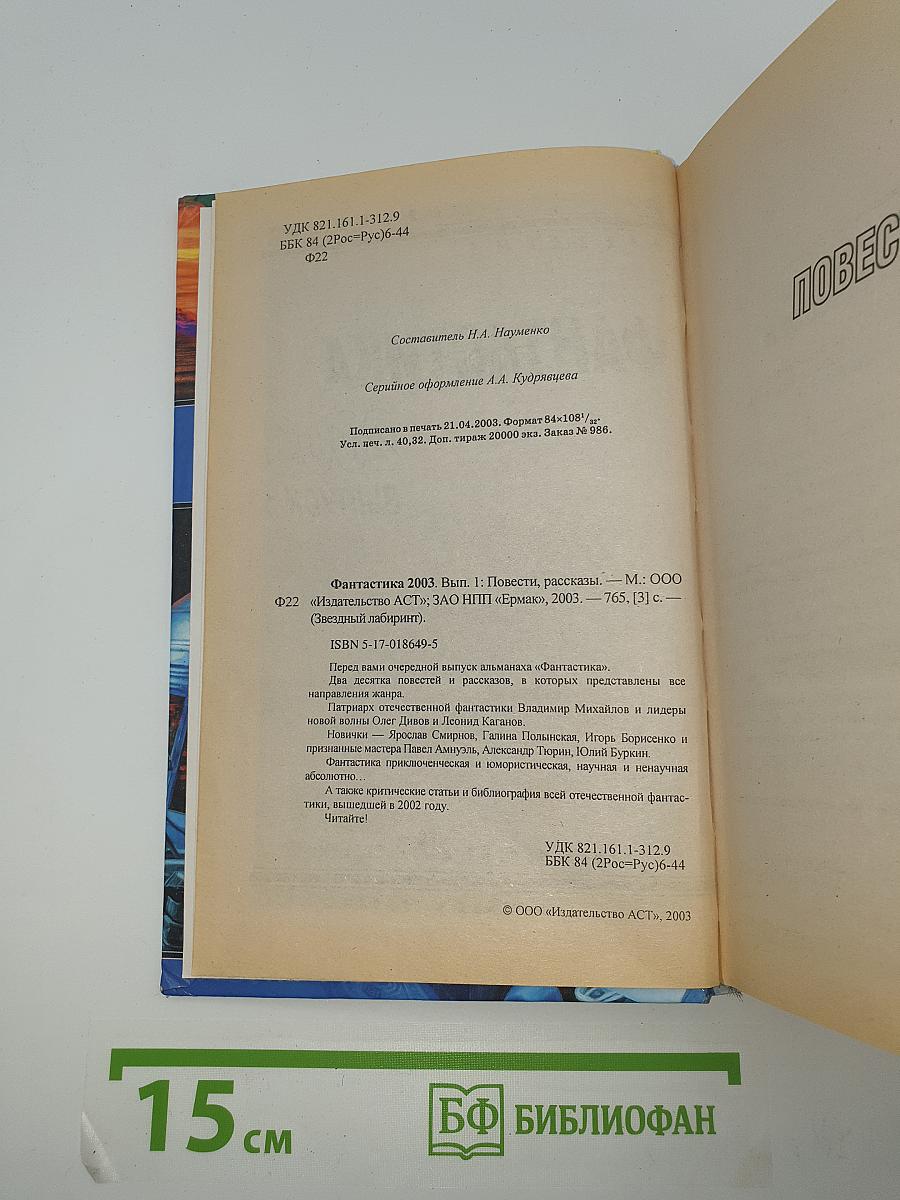 УДК 821.161.1-312.9
ББК 84 (2Рос=Рус)6-44
Ф22
Составитель Н.А. Науменко
Серийное оформление А.А. Кудрявцева
Подписано в печать 21.04.2003. Формат 84×108¹/₃₂.
Усл. печ. л. 40,32. Доп. тираж 20000 экз. Заказ № 986.
Фантастика 2003. Вып. 1: Повести, рассказы. — М.: ООО
Ф22 «Издательство АСТ»; ЗАО НПП «Ермак», 2003. — 765, [3] с. —
(Звездный лабиринт).
ISBN 5-17-018649-5
Перед вами очередной выпуск альманаха «Фантастика».
Два десятка повестей и рассказов, в которых представлены все
направления жанра.
Патриарх отечественной фантастики Владимир Михайлов и лидеры
новой волны Олег Дивов и Леонид Каганов.
Новички — Ярослав Смирнов, Галина Полынская, Игорь Борисенко и
признанные мастера Павел Амнуэль, Александр Тюрин, Юлий Буркин.
Фантастика приключенческая и юмористическая, научная и ненаучная
абсолютно...
А также критические статьи и библиография всей отечественной фантас-
тики, вышедшей в 2002 году.
Читайте!
УДК 821.161.1-312.9
ББК 84 (2Рос=Рус)6-44
© ООО «Издательство АСТ», 2003
ПОВЕС
15 см
БФ БИБЛИОФАН